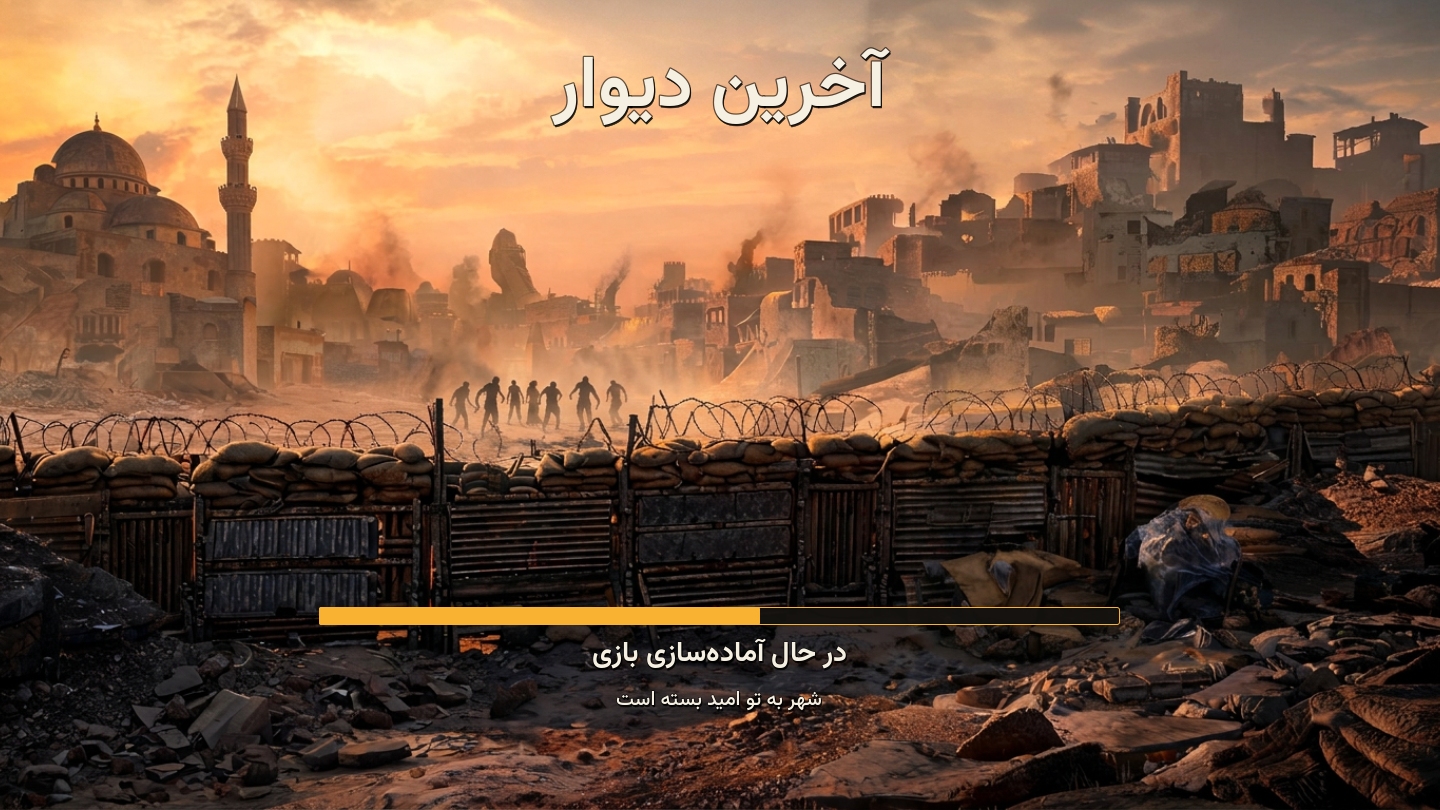 آخرین دیوار
در حال آماده‌سازی بازی
شهر به تو امید بسته است